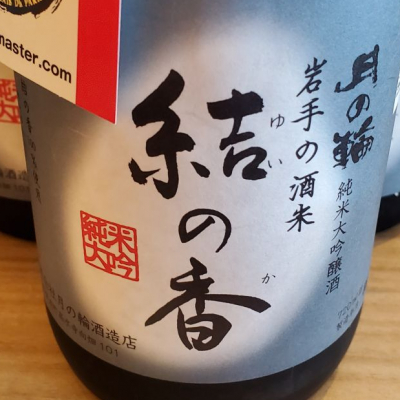 master.com
月の輪
純米大吟醸酒
岩手の酒米
結の香
ゆい
か
純米
大吟
月の輪酒造店
101